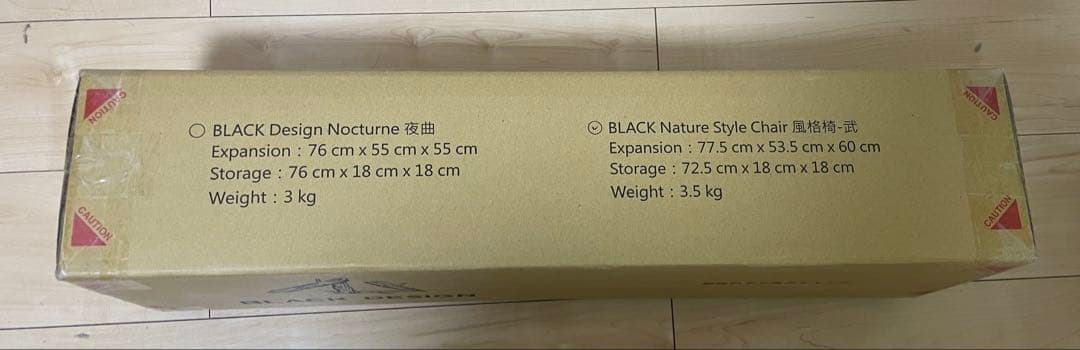 CAUTION
CAUTION
BLACK Design Nocturne 夜曲
Expansion : 76 cm x 55 cm x 55 cm
Storage : 76 cm x 18 cm x 18 cm
Weight : 3 kg
BLACK Nature Style Chair 風格椅-武
Expansion : 77.5 cm x 53.5 cm x 60 cm
Storage : 72.5 cm x 18 cm x 18 cm
Weight : 3.5 kg
CAUTION
CAUTION
BLACK DESIGN